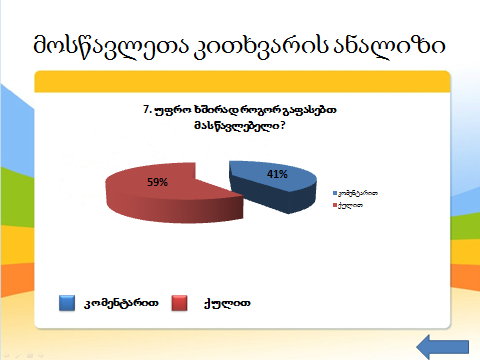 მოსწავლეთა კითხვარის ანალიზი
7. უფრო ხშირად როგორ გაფასებთ
მასწავლებელი?
59%
41%
კომენტარით
ქულით
კომენტარით ქულით